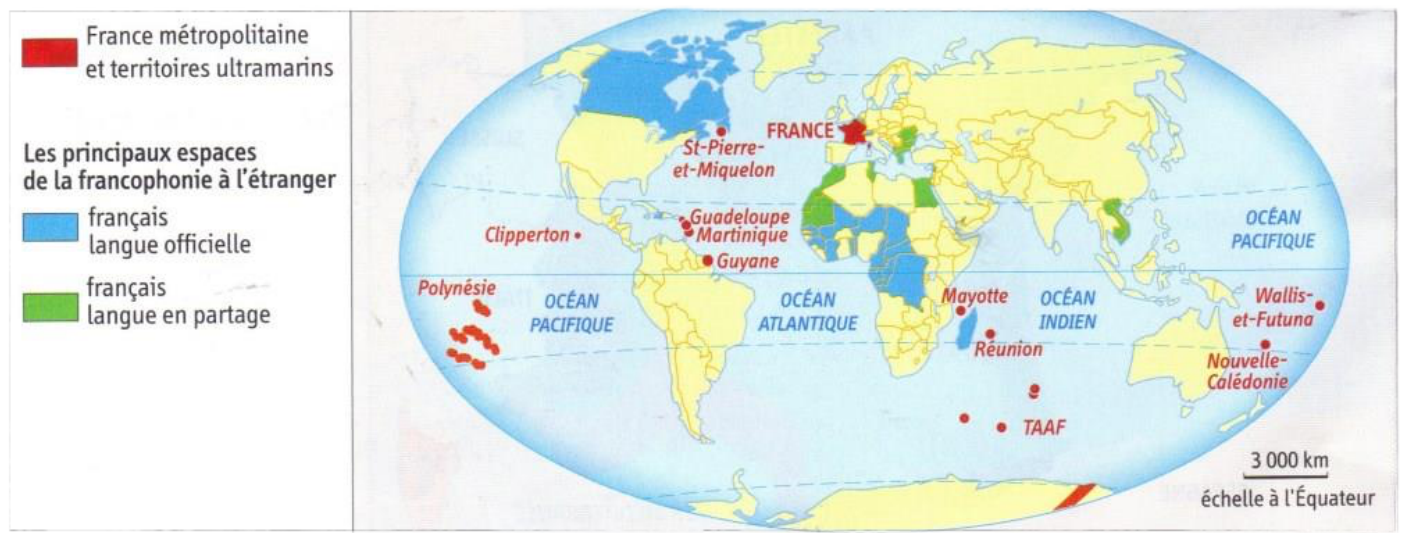 France métropolitaine
et territoires ultramarins
Les principaux espaces
de la francophonie à l'étranger
français
langue officielle
français
langue en partage
FRANCE
St-Pierre-
et-Miquelon
Guadeloupe
Martinique
Clipperton
Guyane
Polynésie
OCÉAN
PACIFIQUE
OCÉAN
ATLANTIQUE
Mayotte
OCÉAN
INDIEN
Réunion
TAAF
OCÉAN
PACIFIQUE
Wallis-
et-Futuna
Nouvelle-
Calédonie
3 000 km
échelle à l'Équateur